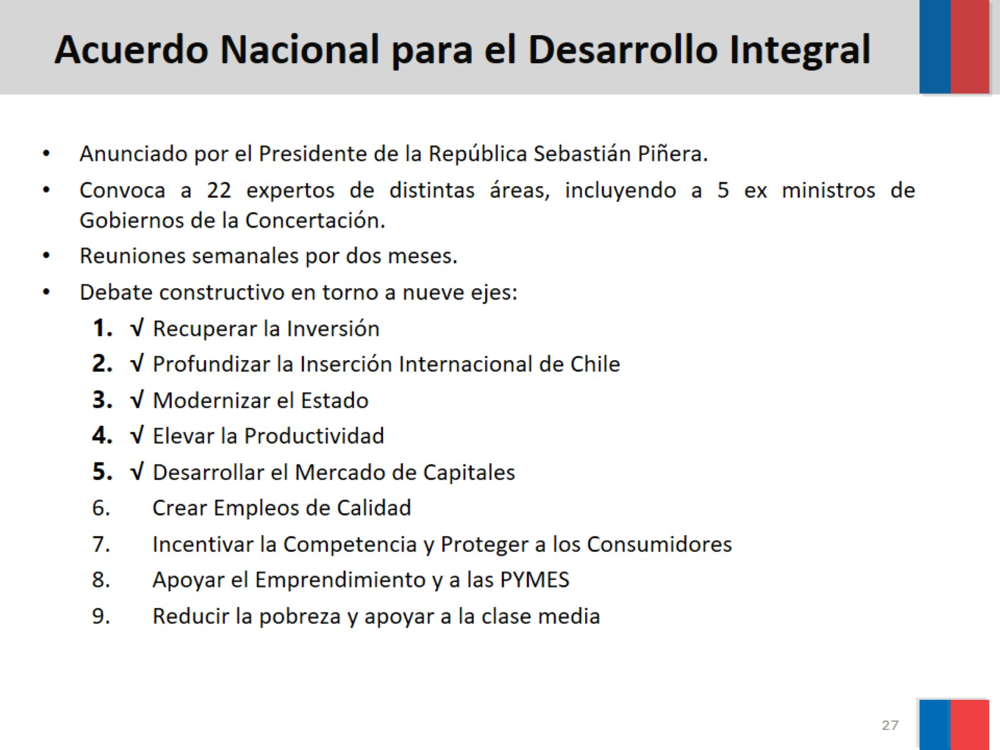 Acuerdo Nacional para el Desarrollo Integral
• Anunciado por el Presidente de la República Sebastián Piñera.
• Convoca a 22 expertos de distintas áreas, incluyendo a 5 ex ministros de
Gobiernos de la Concertación.
• Reuniones semanales por dos meses.
• Debate constructivo en torno a nueve ejes:
1. √ Recuperar la Inversión
2. √ Profundizar la Inserción Internacional de Chile
3. √ Modernizar el Estado
4. √ Elevar la Productividad
5. √ Desarrollar el Mercado de Capitales
6. Crear Empleos de Calidad
7. Incentivar la Competencia y Proteger a los Consumidores
8. Apoyar el Emprendimiento y a las PYMES
9. Reducir la pobreza y apoyar a la clase media
27